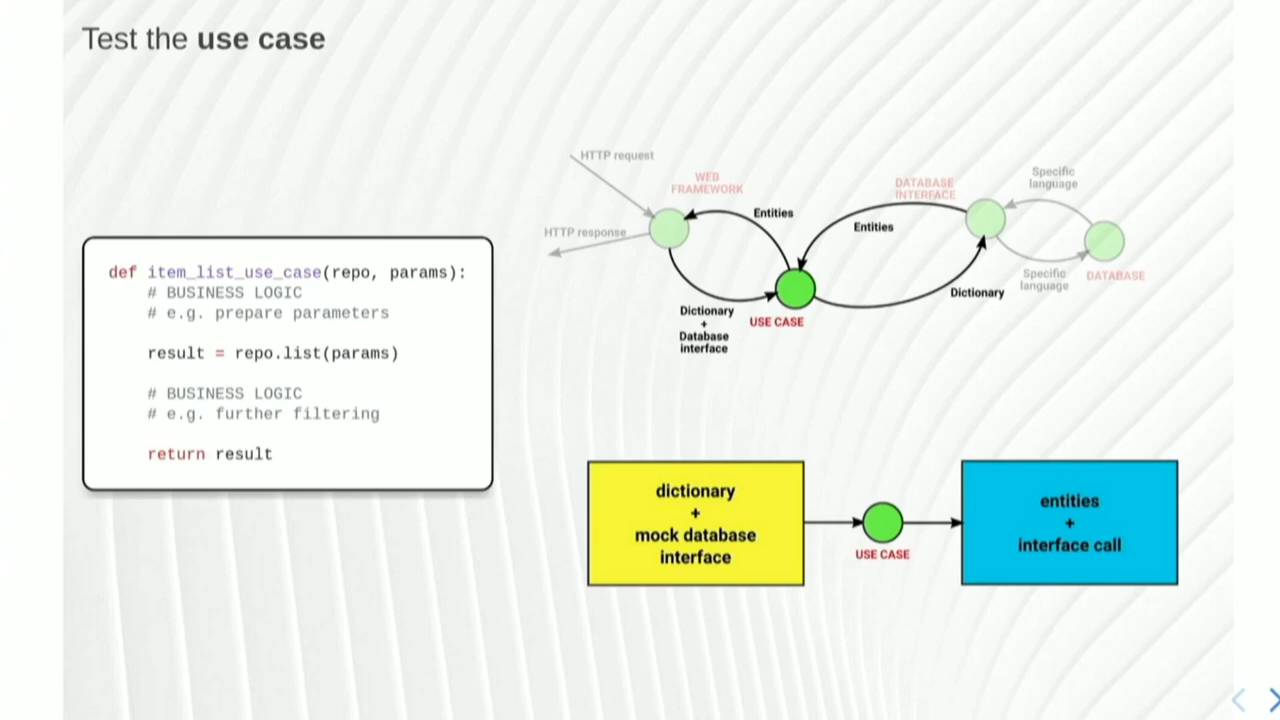 Test the use case
def item_list_use_case(repo, params):
# BUSINESS LOGIC
# e.g. prepare parameters
result = repo.list(params)
# BUSINESS LOGIC
# e.g. further filtering
return result
HTTP request
HTTP response
WEB
FRAMEWORK
Entities
Dictionary
+
Database
interface
USE CASE
Entities
DATABASE
INTERFACE
Dictionary
Specific
language
Specific
language
DATABASE
dictionary
+
mock database
interface
USE CASE
entities
+
interface call